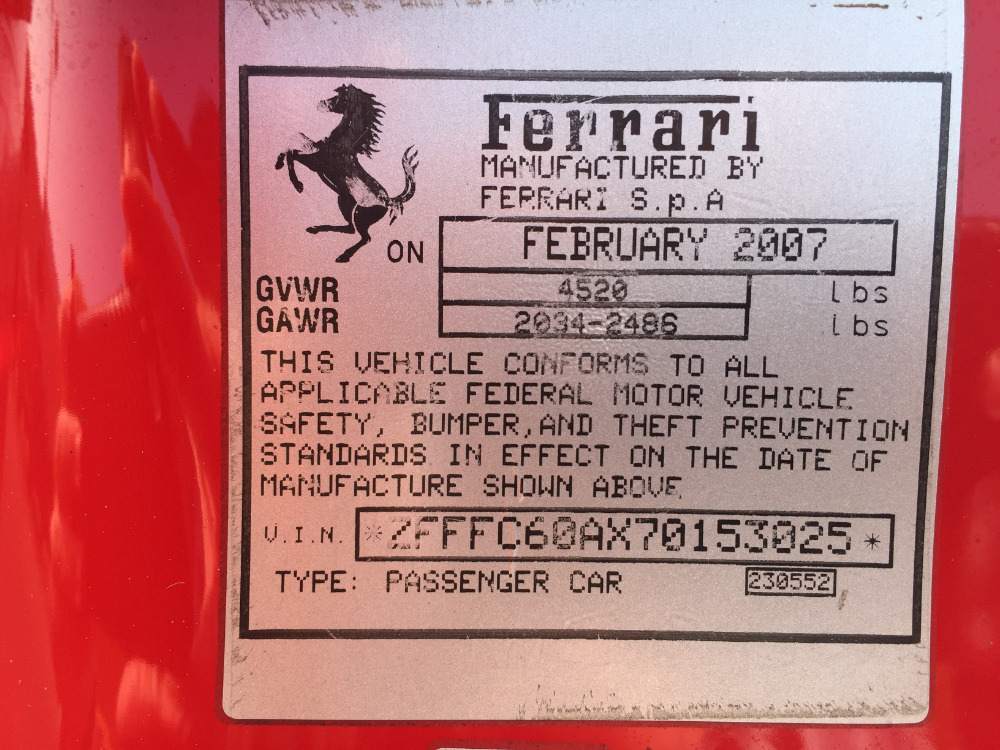 Ferrari
MANUFACTURED BY
FERRARI S.p.A
ON FEBRUARY 2007
GVWR 4520 lbs
GAWR 2034-2486 lbs
THIS VEHICLE CONFORMS TO ALL
APPLICABLE FEDERAL MOTOR VEHICLE
SAFETY, BUMPER,AND THEFT PREVENTION
STANDARDS IN EFFECT ON THE DATE OF
MANUFACTURE SHOWN ABOVE
V.I.N. *ZFFFC60AX70153025*
TYPE: PASSENGER CAR 230552